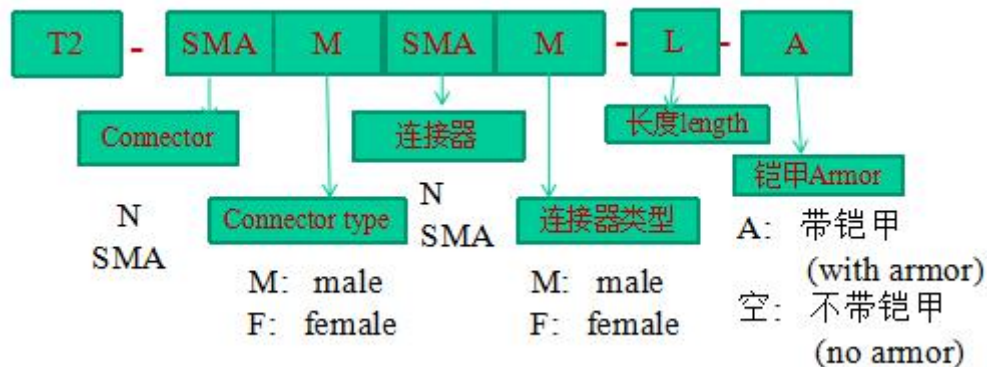 T2 - SMA M SMA M - L - A
Connector
连接器
长度length
铠甲Armor
N
SMA
Connector type
N
SMA
连接器类型
M: male
F: female
M: male
F: female
A: 带铠甲
(with armor)
空: 不带铠甲
(no armor)